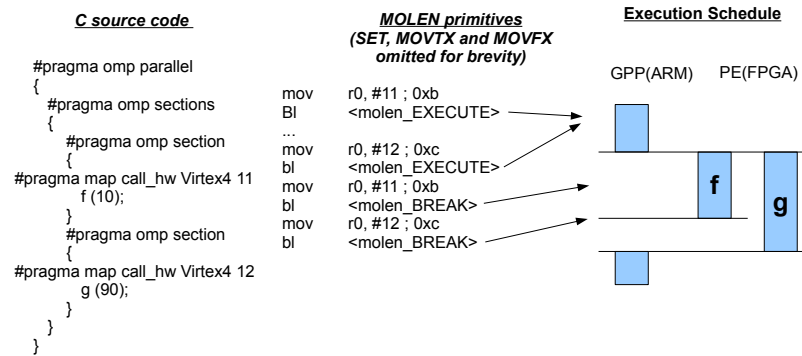 C source code
#pragma omp parallel
{
#pragma omp sections
{
#pragma omp section
{
#pragma map call_hw Virtex4 11
f (10);
}
#pragma omp section
{
#pragma map call_hw Virtex4 12
g (90);
}
}
}
MOLEN primitives
(SET, MOVTX and MOVFX
omitted for brevity)
mov r0, #11 ; 0xb
Bl <molen_EXECUTE>
...
mov r0, #12 ; 0xc
bl <molen_EXECUTE>
mov r0, #11 ; 0xb
bl <molen_BREAK>
mov r0, #12 ; 0xc
bl <molen_BREAK>
Execution Schedule
GPP(ARM) PE(FPGA)
f
g